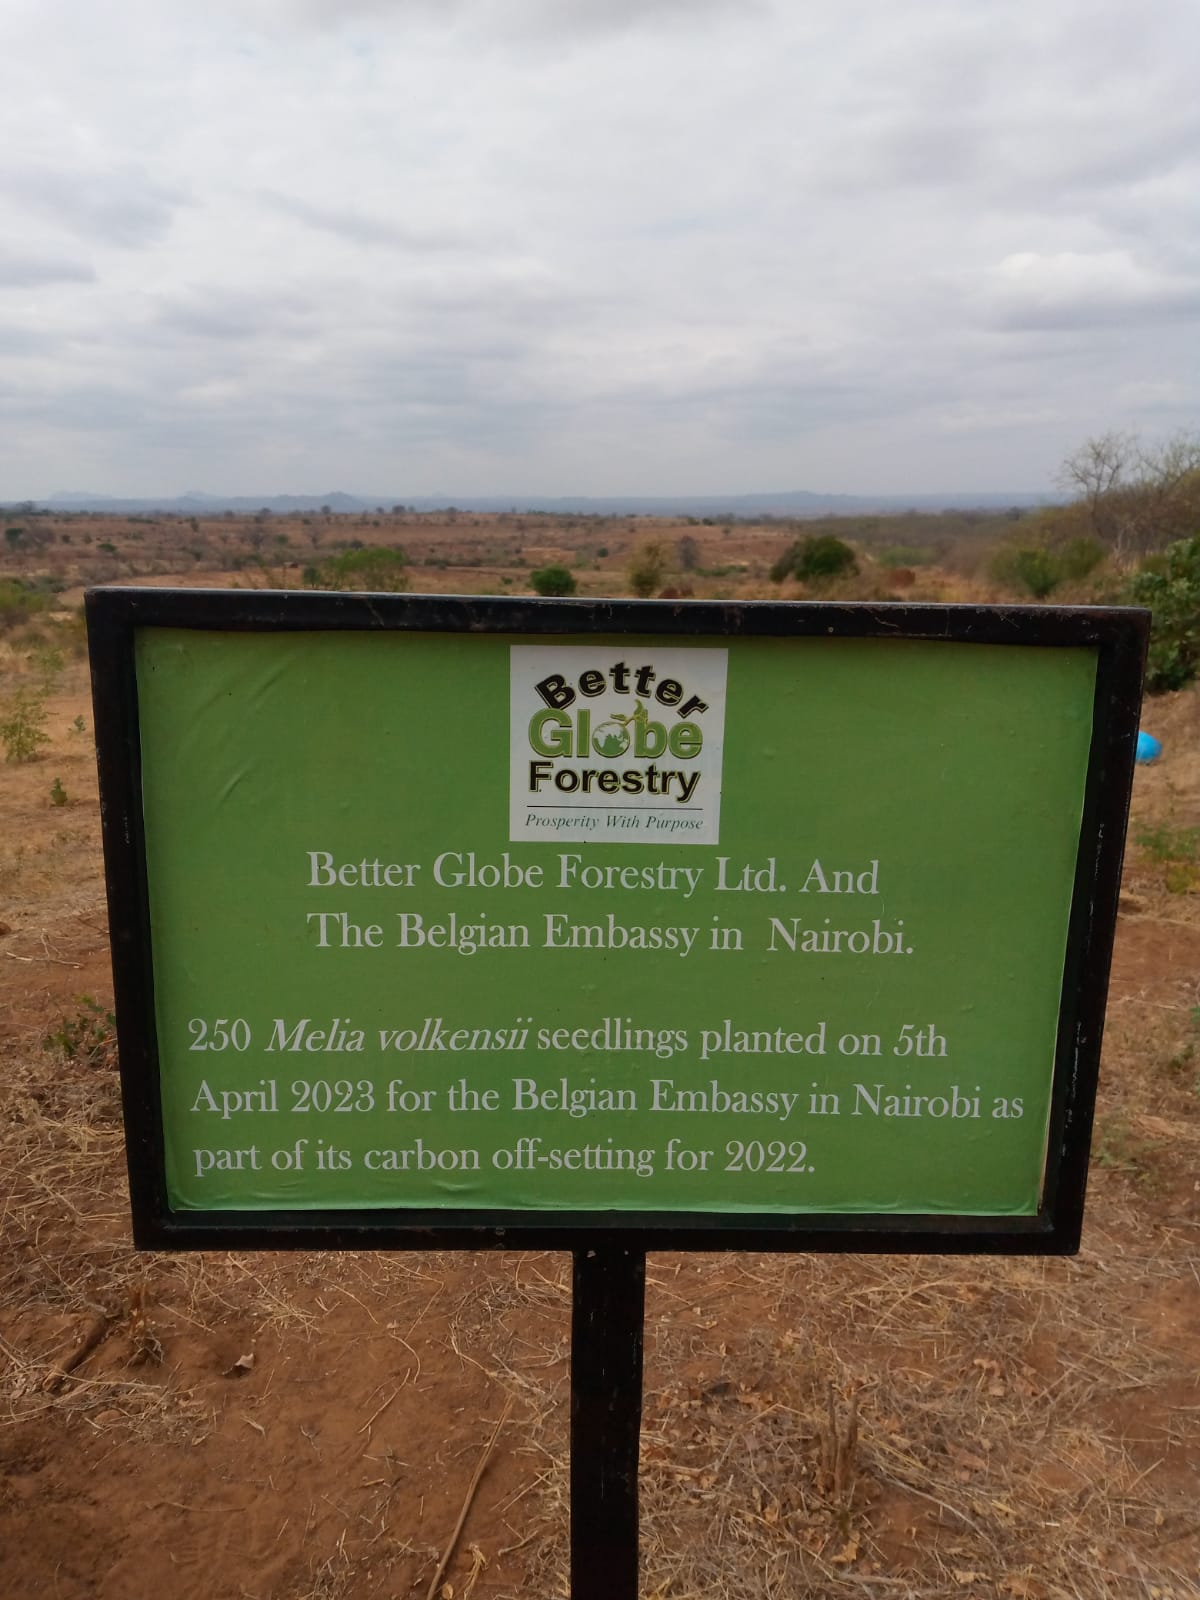 Better
Globe
Forestry
Prosperity With Purpose
Better Globe Forestry Ltd. And
The Belgian Embassy in Nairobi.
250 Melia volkensii seedlings planted on 5th
April 2023 for the Belgian Embassy in Nairobi as
part of its carbon off-setting for 2022.